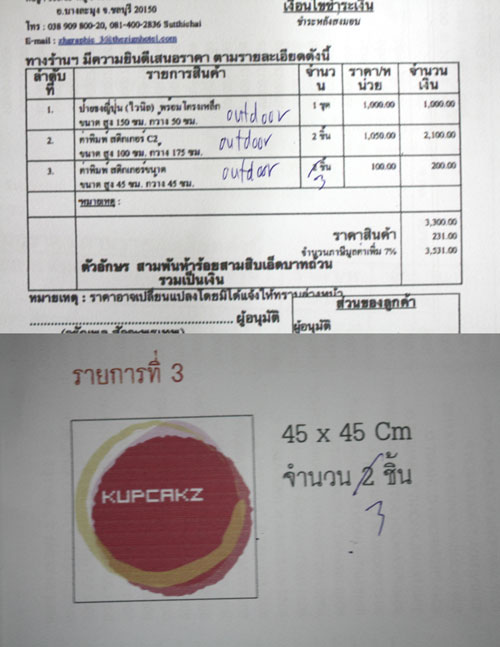 อ.บางละมุง จ.ชลบุรี 20150
เงื่อนไขชำระเงิน
โทร : 038 909 800-20, 081-400-2836 Sutthichai
ชำระหลังส่งมอบ
E-mail :
ทางร้านฯ มีความยินดีเสนอราคา ตามรายละเอียดดังนี้
ลำดับที่ รายการสินค้า จำนวน ราคา/หน่วย จำนวนเงิน
1. ป้ายธงญี่ปุ่น (ไวนิล) พร้อมโครงเหล็ก outdoor 1 ชุด 1,000.00 1,000.00
ขนาด สูง 150 ซม. กว้าง 50 ซม.
2. ค่าพิมพ์ สติกเกอร์ C2 outdoor 2 ชิ้น 1,050.00 2,100.00
ขนาด สูง 100 ซม. กว้าง 175 ซม.
3. ค่าพิมพ์ สติกเกอร์ขนาด outdoor 2 ชิ้น 100.00 200.00
ขนาด สูง 45 ซม. กว้าง 45 ซม. 3
หมายเหตุ :
3,300.00
ราคาสินค้า 231.00
จำนวนภาษีมูลค่าเพิ่ม 7% 3,531.00
ตัวอักษร สามพันห้าร้อยสามสิบเอ็ดบาทถ้วน
รวมเป็นเงิน
หมายเหตุ : ราคาอาจเปลี่ยนแปลงโดยมิได้แจ้งให้ทราบล่วงหน้า
ส่วนของลูกค้า
ผู้อนุมัติ
ผู้อนุมัติ
รายการที่ 3
KUPCAKZ
45 x 45 Cm
จำนวน 2 ชิ้น
3